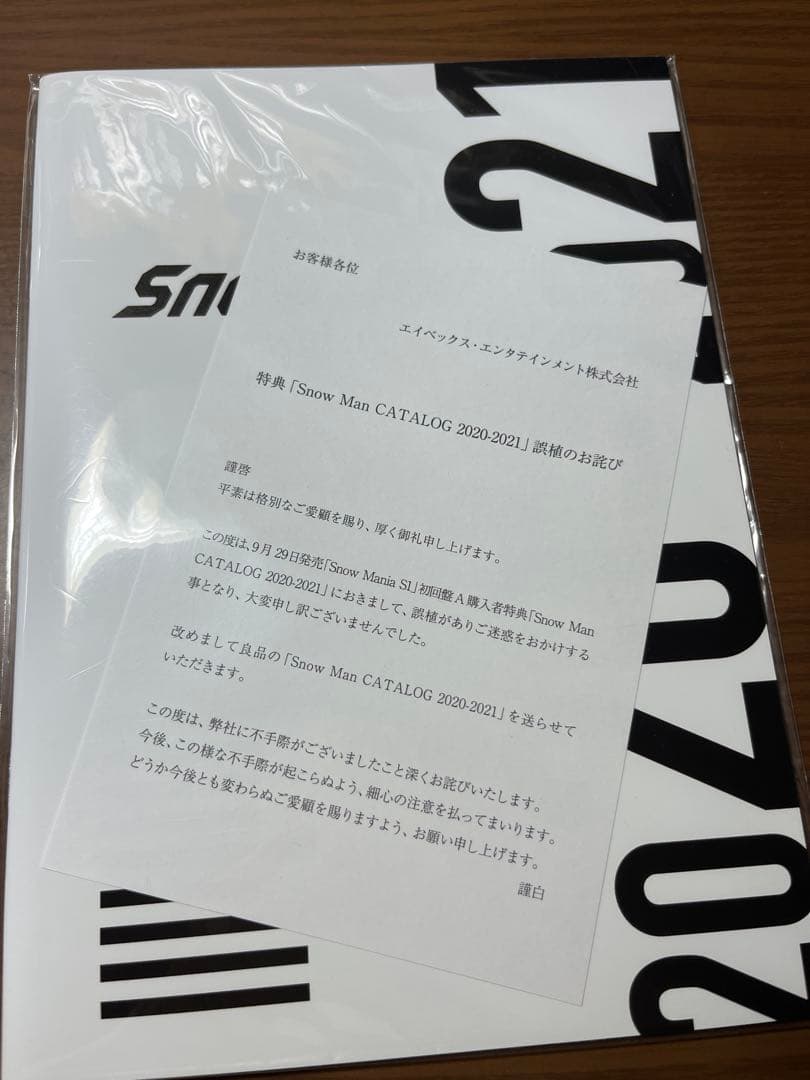 Sno
2020 21
お客様各位
エイベックス・エンタテインメント株式会社
特典「Snow Man CATALOG 2020-2021」誤植のお詫び
謹啓
平素は格別なご愛顧を賜り、厚く御礼申し上げます。
この度は、9月29日発売「Snow Mania S1」初回盤A購入者特典「Snow Man
CATALOG 2020-2021」におきまして、誤植がありご迷惑をおかけする
事となり、大変申し訳ございませんでした。
改めまして良品の「Snow Man CATALOG 2020-2021」を送らせて
いただきます。
この度は、弊社に不手際がございましたこと深くお詫びいたします。
今後、この様な不手際が起こらぬよう、細心の注意を払ってまいります。
どうか今後とも変わらぬご愛顧を賜りますよう、お願い申し上げます。
謹白